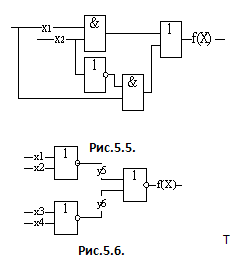 x1 & 1 f(X)
x2
1 &
Рис.5.5.
x1 1
x2 y5
1 f(X)
x3 1 y6
x4
Рис.5.6.
T